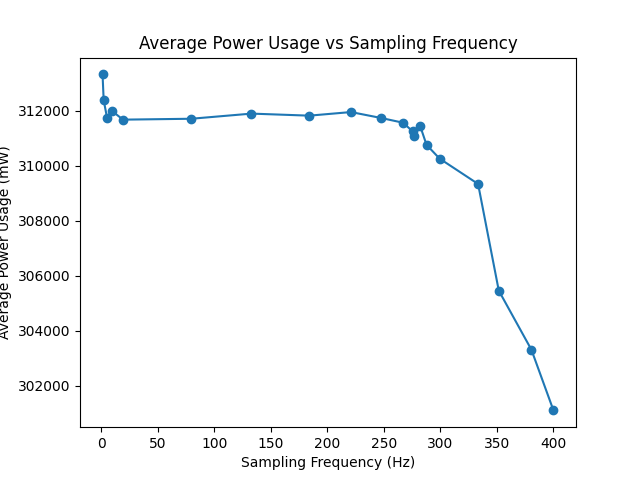 Average Power Usage vs Sampling Frequency
Average Power Usage (mW)
312000
310000
308000
306000
304000
302000
0 50 100 150 200 250 300 350 400
Sampling Frequency (Hz)